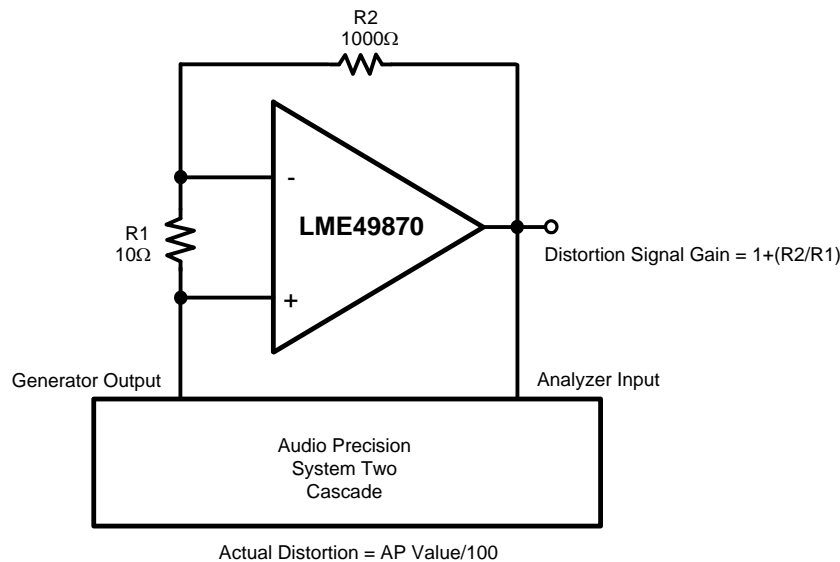 R2
1000Ω
-
LME49870
R1
10Ω
Distortion Signal Gain = 1+(R2/R1)
+
Generator Output
Analyzer Input
Audio Precision
System Two
Cascade
Actual Distortion = AP Value/100